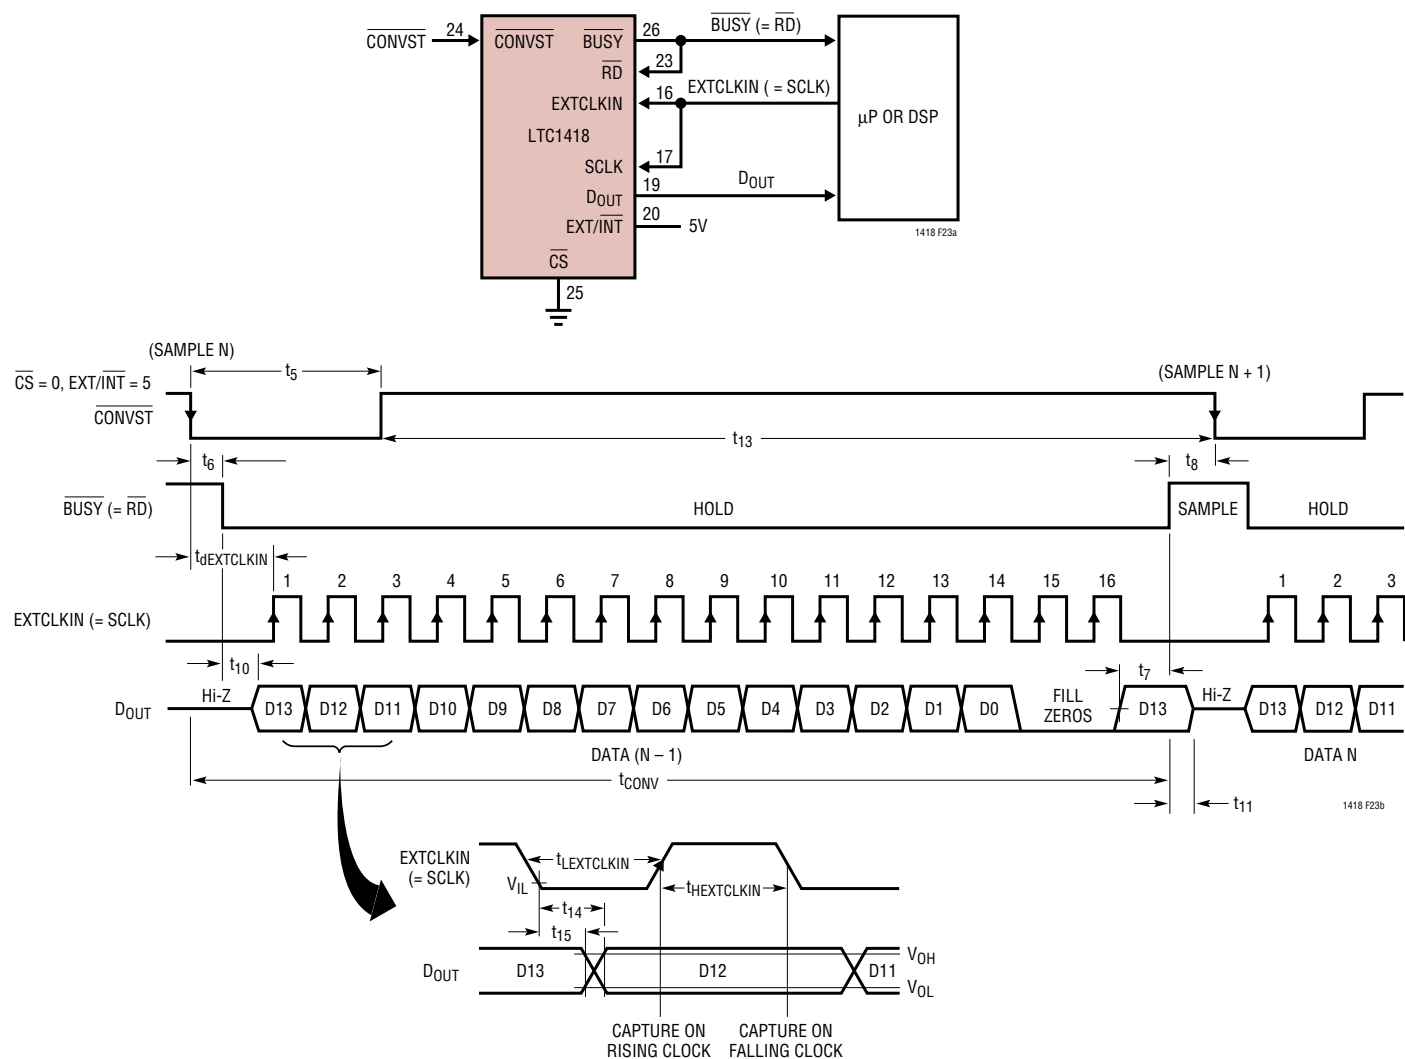 CONVST 24 CONVST BUSY 26 BUSY (= RD)
RD 23
EXTCLKIN 16 EXTCLKIN ( = SCLK)
µP OR DSP
LTC1418
SCLK 17
DOUT 19 DOUT
EXT/INT 20 5V
1418 F23a
CS
25
(SAMPLE N)
t5
(SAMPLE N + 1)
CS = 0, EXT/INT = 5
CONVST
t13
t6
t8
BUSY (= RD)
HOLD
SAMPLE
HOLD
tdEXTCLKIN
1 2 3 4 5 6 7 8 9 10 11 12 13 14 15 16 1 2 3
EXTCLKIN (= SCLK)
t10
t7
DOUT
Hi-Z D13 D12 D11 D10 D9 D8 D7 D6 D5 D4 D3 D2 D1 D0 FILL ZEROS D13 Hi-Z D13 D12 D11
DATA (N – 1)
DATA N
tCONV
t11
1418 F23b
EXTCLKIN
(= SCLK)
tLEXTCLKIN
VIL
tHEXTCLKIN
t14
t15
DOUT
D13 D12 D11
VOH
VOL
CAPTURE ON
RISING CLOCK
CAPTURE ON
FALLING CLOCK